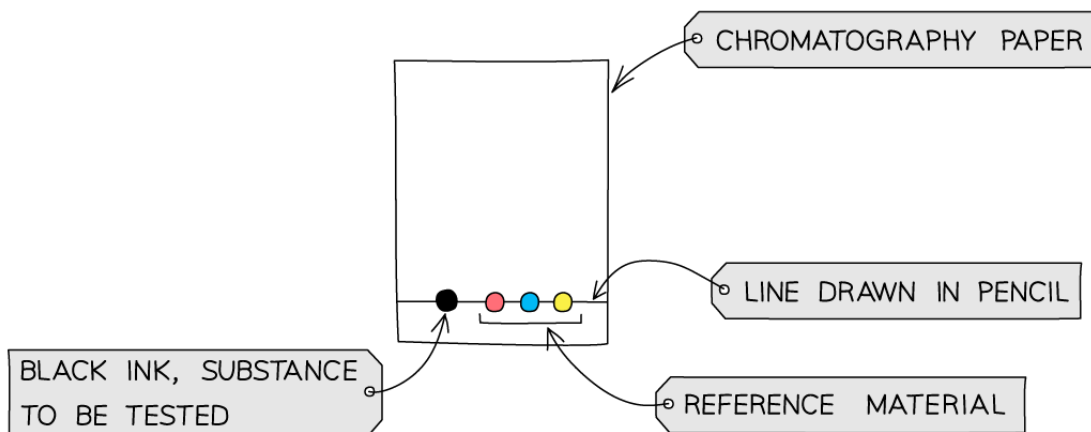 CHROMATOGRAPHY PAPER
LINE DRAWN IN PENCIL
BLACK INK, SUBSTANCE
TO BE TESTED
REFERENCE MATERIAL